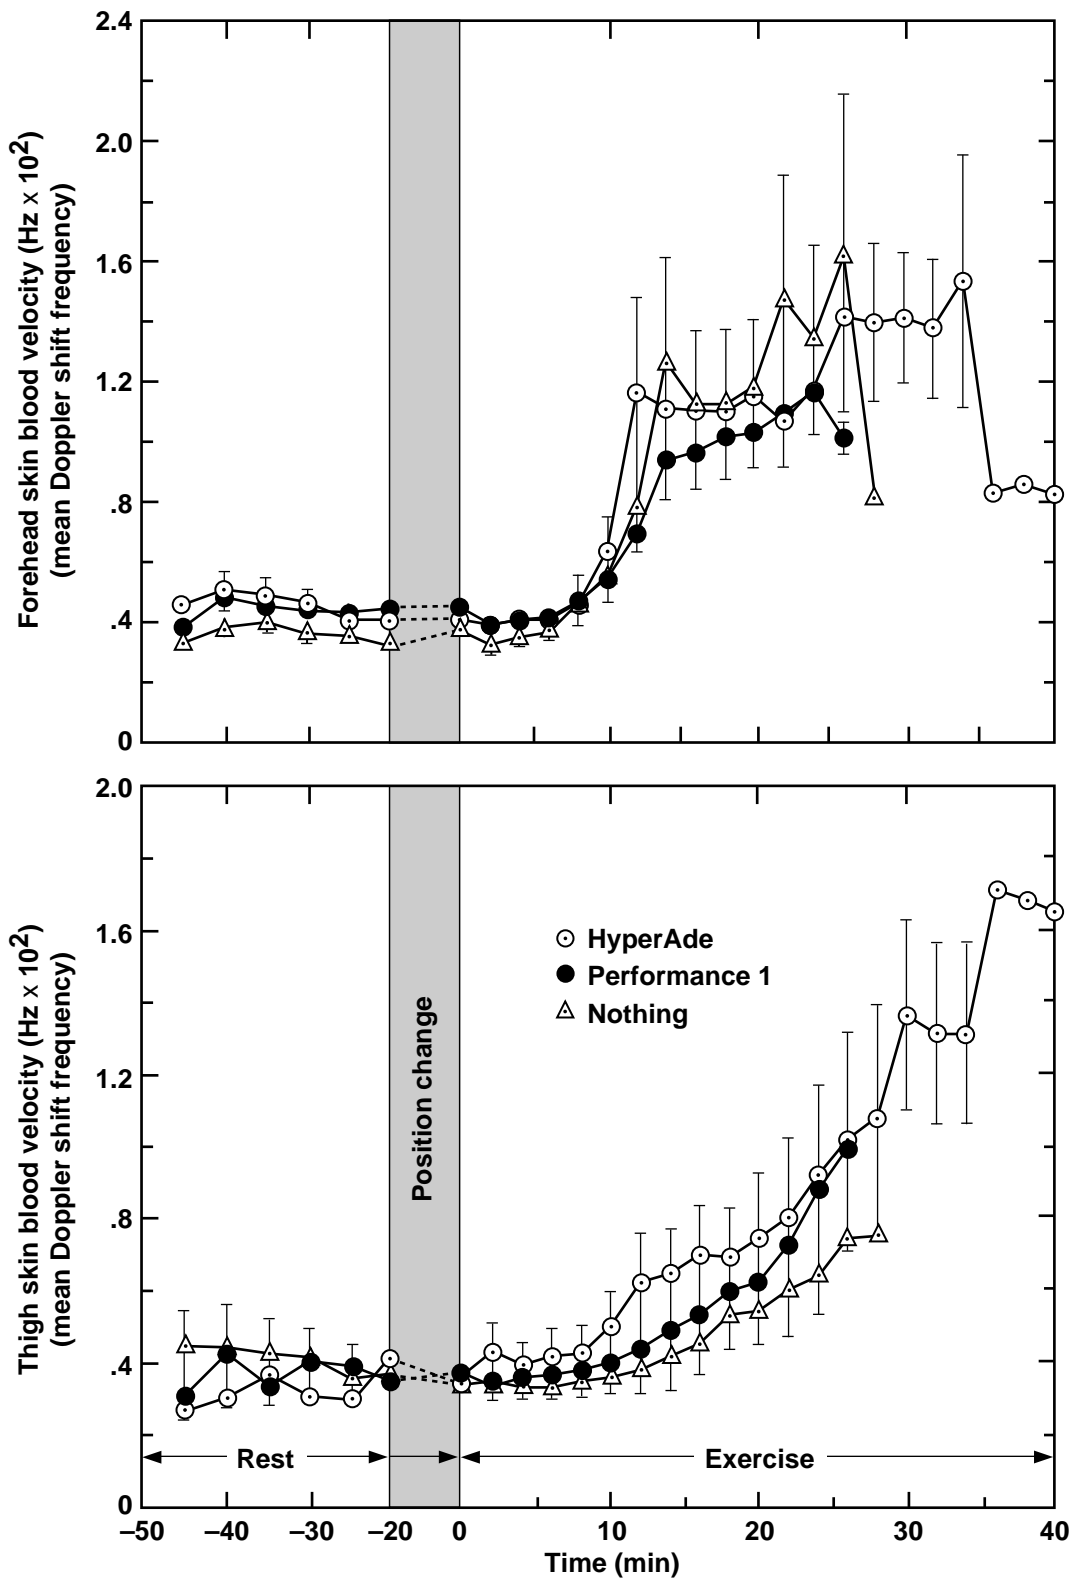 2.4
2.0
1.6
1.2
.8
.4
0
Forehead skin blood velocity (Hz x 10²)
(mean Doppler shift frequency)
2.0
1.6
1.2
.8
.4
0
Thigh skin blood velocity (Hz x 10²)
(mean Doppler shift frequency)
HyperAde
Performance 1
Nothing
Position change
Rest
Exercise
–50 –40 –30 –20 0 10 20 30 40
Time (min)